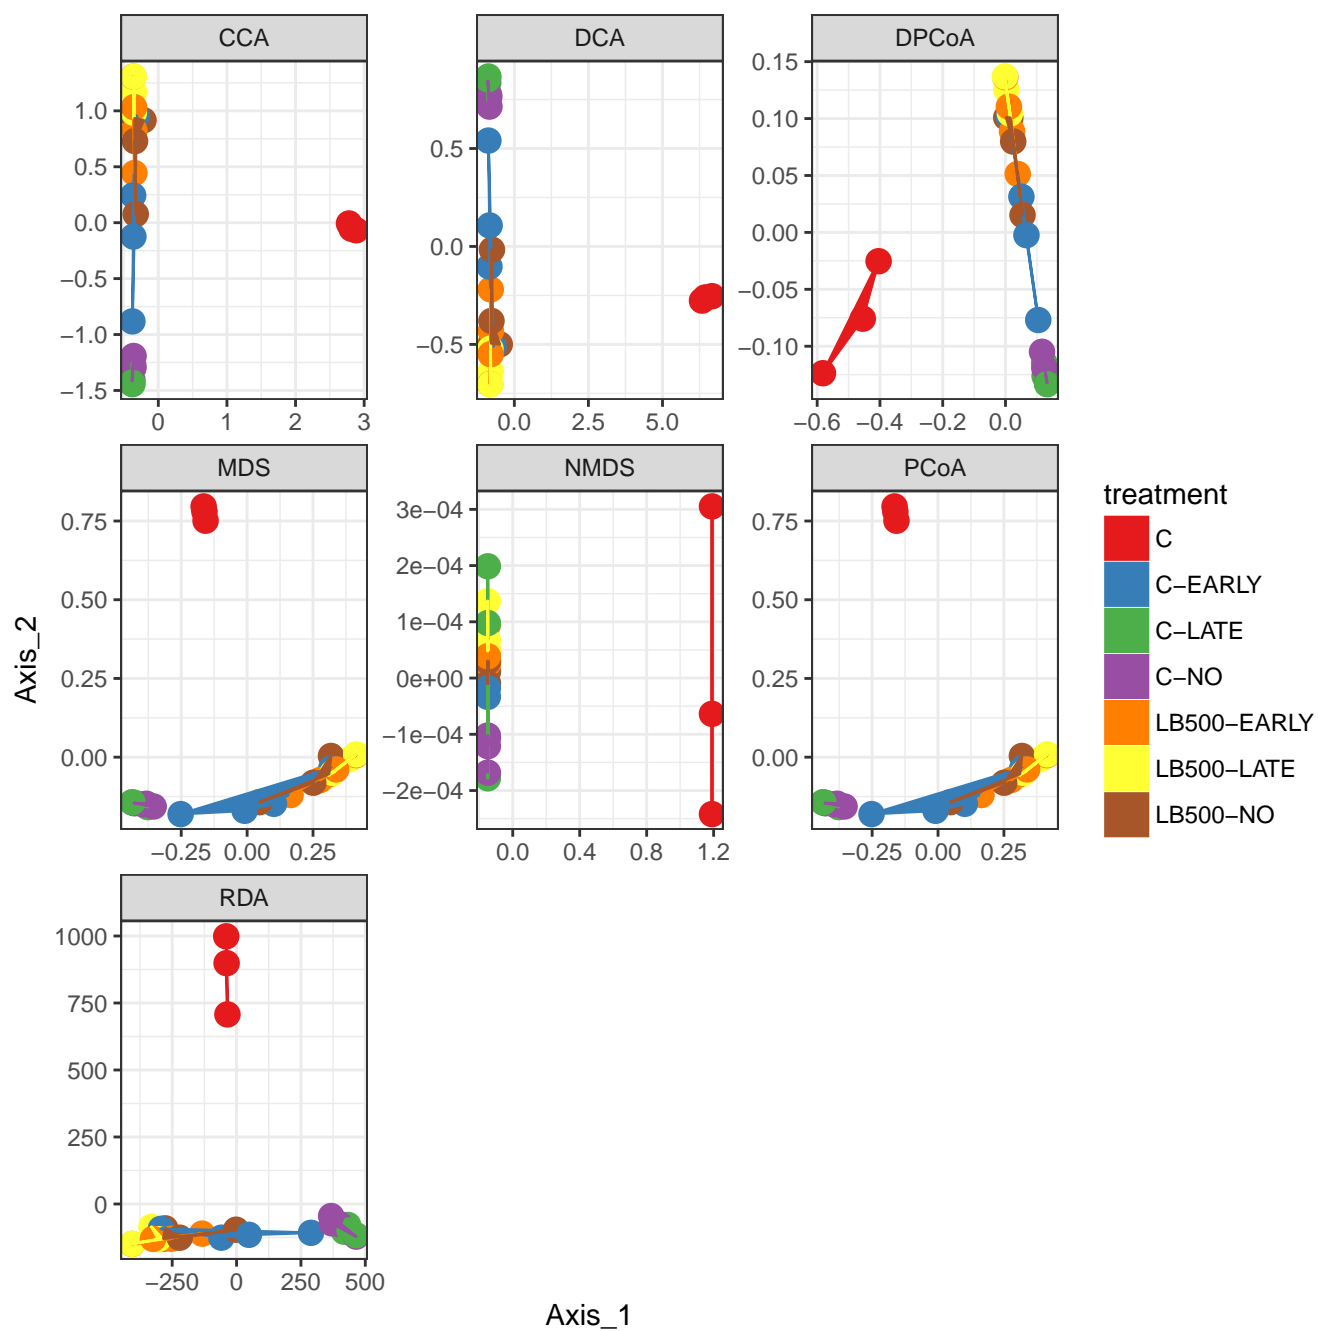 CCA
DCA
DPCoA
1.0
0.5
0.0
−0.5
−1.0
−1.5
0
1
2
3
0.5
0.0
−0.5
0.0
2.5
5.0
0.15
0.10
0.05
0.00
−0.05
−0.10
−0.6
−0.4
−0.2
0.0
MDS
NMDS
PCoA
0.75
0.50
0.25
0.00
−0.25
0.00
0.25
3e−04
2e−04
1e−04
0e+00
−1e−04
−2e−04
0.0
0.4
0.8
1.2
0.75
0.50
0.25
0.00
−0.25
0.00
0.25
RDA
1000
750
500
250
0
−250
0
250
500
Axis_2
Axis_1
treatment
C
C−EARLY
C−LATE
C−NO
LB500−EARLY
LB500−LATE
LB500−NO